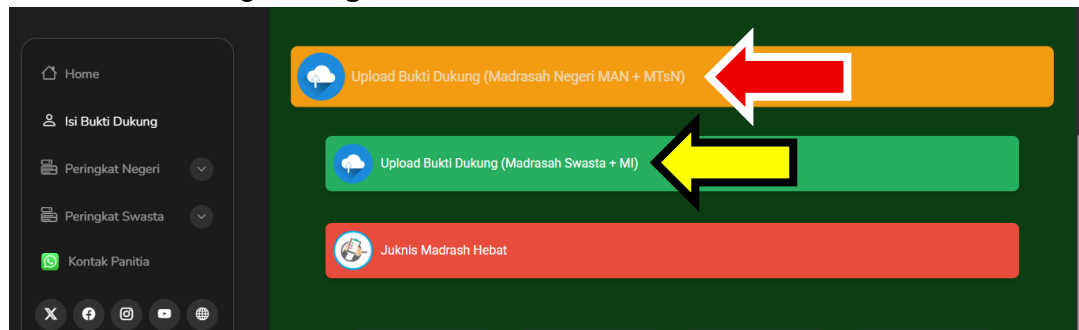 Home
Isi Bukti Dukung
Peringkat Negeri
Peringkat Swasta
Kontak Panitia
Upload Bukti Dukung (Madrasah Negeri MAN + MTsN)
Upload Bukti Dukung (Madrasah Swasta + MI)
Juknis Madrash Hebat